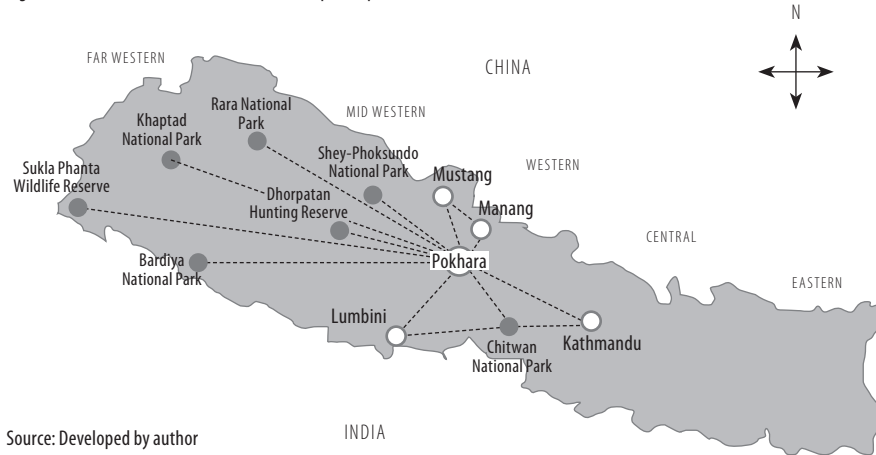 N
FAR WESTERN
CHINA
Rara National
Park
MID WESTERN
Khaptad
National Park
Shey-Phoksundo
National Park
WESTERN
Sukla Phanta
Wildlife Reserve
Mustang
Dhorpatan
Hunting Reserve
Manang
CENTRAL
Pokhara
Bardiya
National Park
EASTERN
Lumbini
Kathmandu
Chitwan
National Park
INDIA
Source: Developed by author